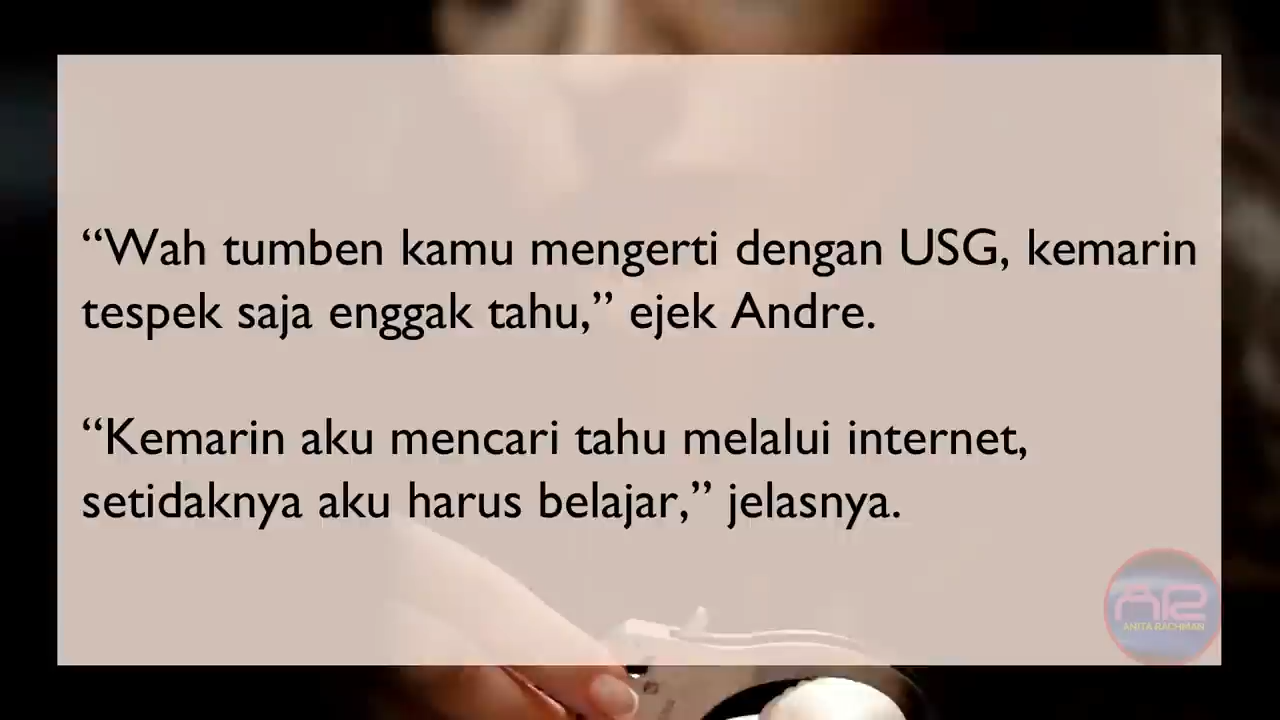 “Wah tumben kamu mengerti dengan USG, kemarin
tespek saja enggak tahu,” ejek Andre.
“Kemarin aku mencari tahu melalui internet,
setidaknya aku harus belajar,” jelasnya.
AR
ANITA RACHMAN